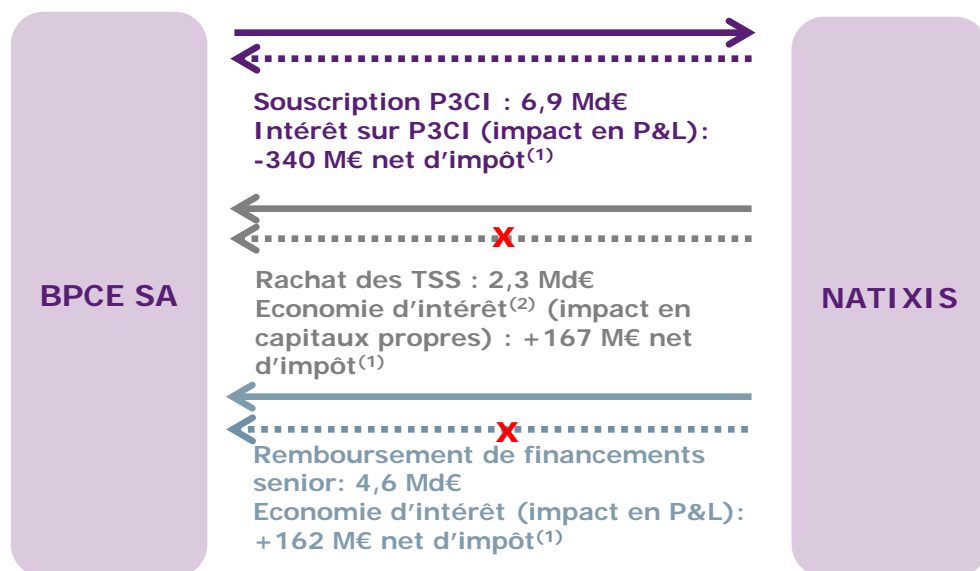 Souscription P3CI : 6,9 Md€
Intérêt sur P3CI (impact en P&L):
-340 M€ net d'impôt(1)
x
Rachat des TSS : 2,3 Md€
Economie d'intérêt(2) (impact en
capitaux propres) : +167 M€ net
d'impôt(1)
BPCE SA
NATIXIS
x
Remboursement de financements
senior: 4,6 Md€
Economie d'intérêt (impact en P&L):
+162 M€ net d'impôt(1)